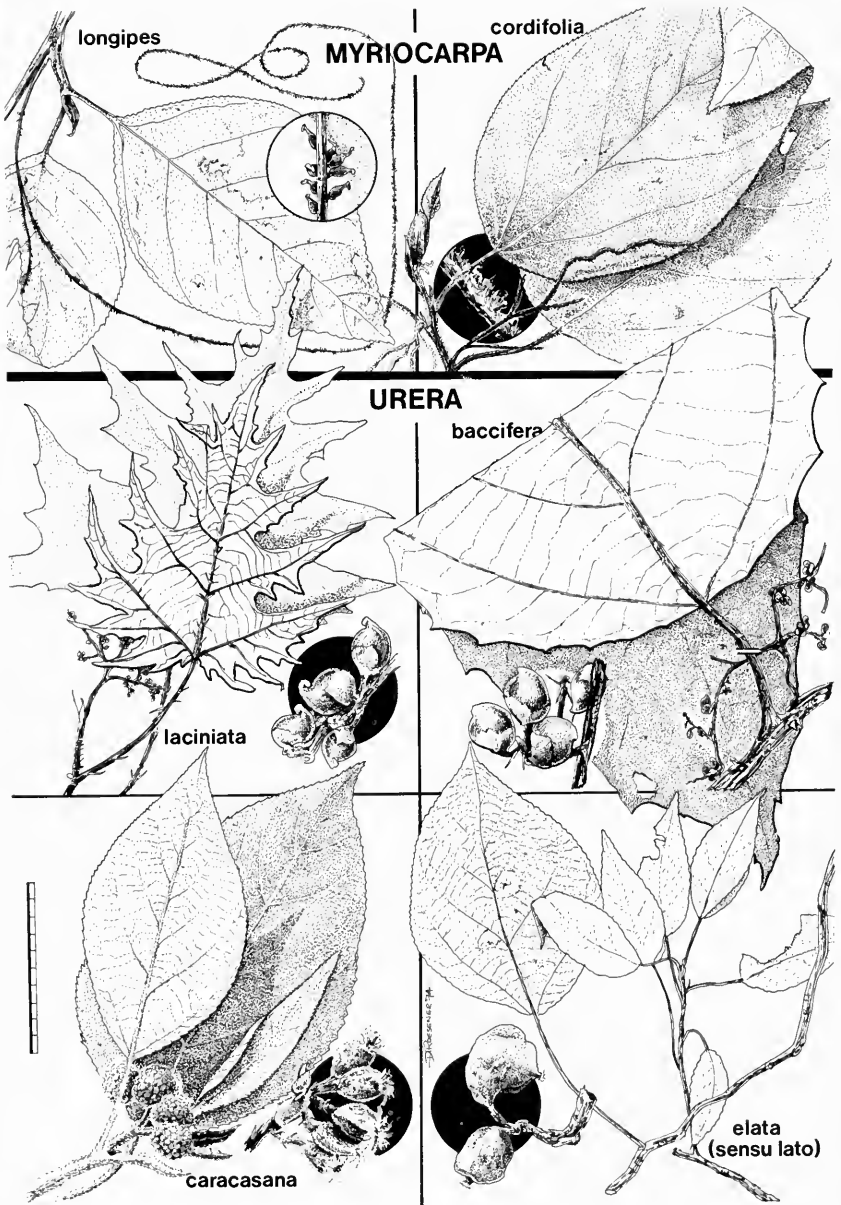 longipes
cordifolia
MYRIOCARPA
URERA
baccifera
laciniata
caracasana
elata
(sensu lato)